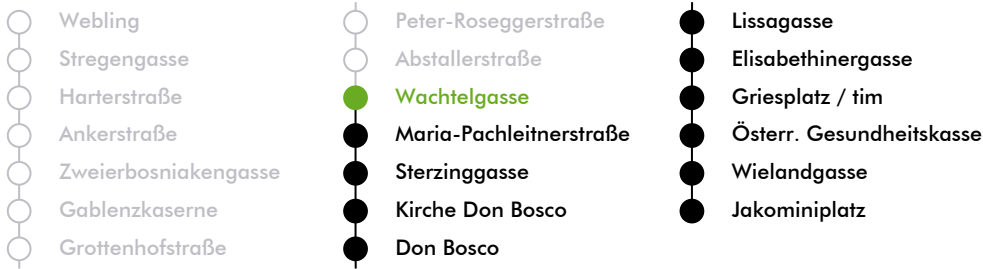 Webling
Stregengasse
Harterstraße
Ankerstraße
Zweierbosniakengasse
Gablenzkaserne
Grottenhofstraße
Peter-Roseggerstraße
Abstallerstraße
Wachtelgasse
Maria-Pachleitnerstraße
Sterzinggasse
Kirche Don Bosco
Don Bosco
Lissagasse
Elisabethinergasse
Griesplatz / tim
Österr. Gesundheitskasse
Wielandgasse
Jakominiplatz